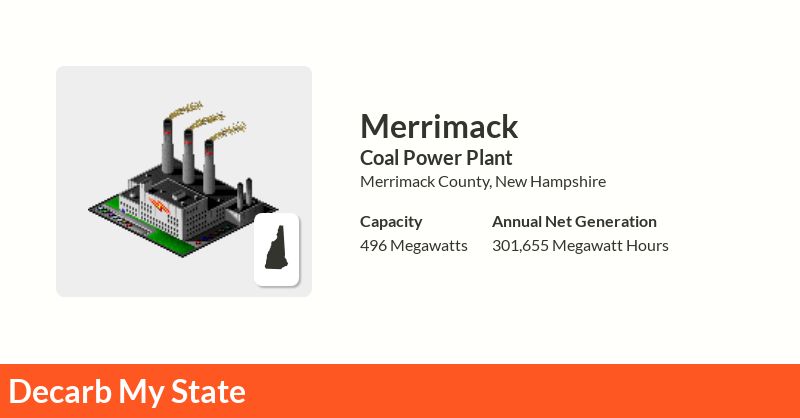 Merrimack
Coal Power Plant
Merrimack County, New Hampshire
Capacity
496 Megawatts
Annual Net Generation
301,655 Megawatt Hours
Decarb My State